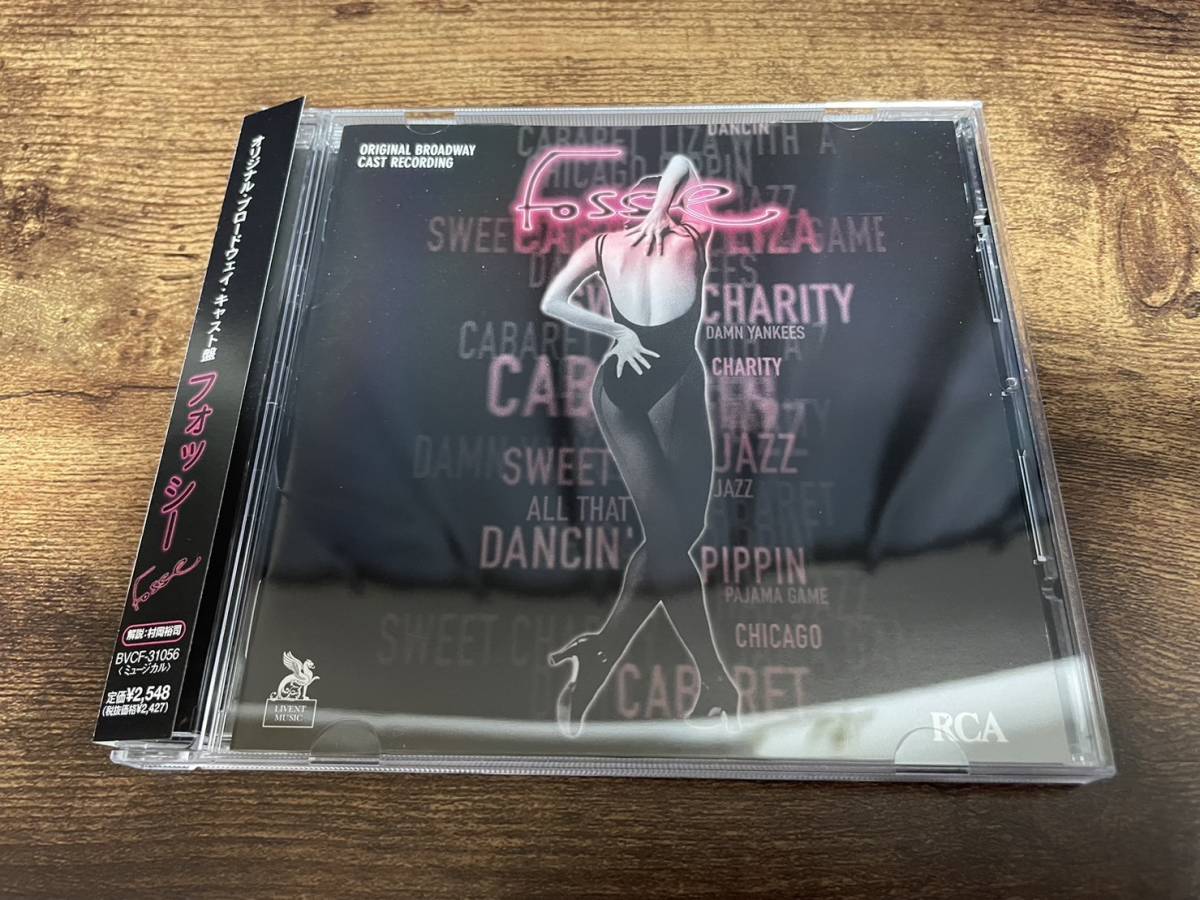 オリジナル・ブロードウェイ・キャスト盤
フォッシー
Fosse
解説:村岡裕司
BVCF-31056
〈ミュージカル〉
定価¥2,548
(税抜価格¥2,427)
ORIGINAL BROADWAY
CAST RECORDING
DANCIN
CABARET LIZA WITH A
CHICAGO PIPPIN
JAZZ
Fosse
LIZA
GAME
CHARITY
DAMN YANKEES
CABARET
CHARITY
SWEET
JAZZ
JAZZ
ALL THAT
DANCIN'
PIPPIN
PAJAMA GAME
SWEET
CHICAGO
CABARET
LIVENT
MUSIC
RCA